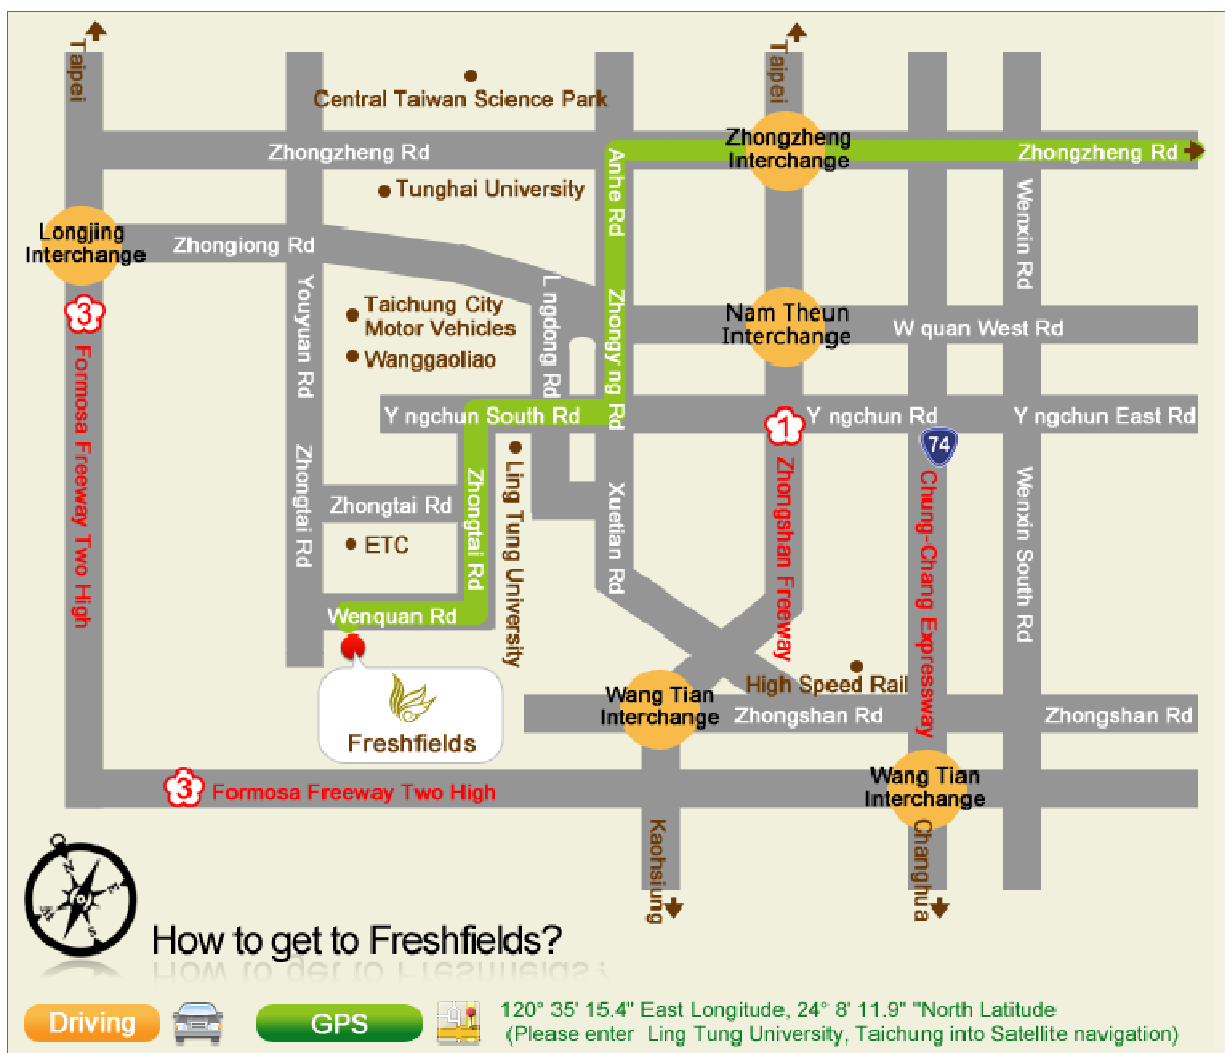 Taipei
Taipei
Central Taiwan Science Park
Zhongzheng
Interchange
Zhongzheng Rd
Zhongzheng Rd
Anhe Rd
Tunghai University
Wenxin Rd
Longjing
Interchange
Zhongiong Rd
Youyuan Rd
L ngdong Rd
Zhongy ng Rd
3
Taichung City
Motor Vehicles
Wanggaoliao
Nam Theun
Interchange
W quan West Rd
Formosa Freeway Two High
Y ngchun South Rd
1
Y ngchun Rd
Y ngchun East Rd
74
Zhongtai Rd
Zhongtai Rd
Zhongtai Rd
Ling Tung University
Xuetian Rd
Zhongshan Freeway
Chung-Chang Expressway
Wenxin South Rd
ETC
Wenquan Rd
Freshfields
High Speed Rail
Wang Tian
Interchange
Zhongshan Rd
Zhongshan Rd
3
Formosa Freeway Two High
Wang Tian
Interchange
Kaohsiung
Changhua
N
E
S
W
How to get to Freshfields?
Driving
GPS
120° 35' 15.4" East Longitude, 24° 8' 11.9" "North Latitude
(Please enter Ling Tung University, Taichung into Satellite navigation)